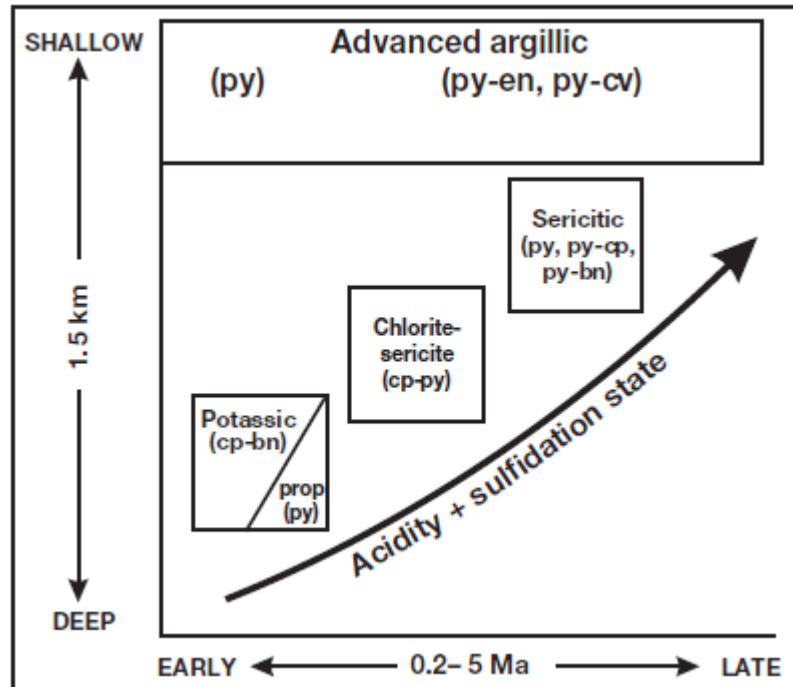 SHALLOW
Advanced argillic
(py) (py-en, py-cv)
Sericitic
(py, py-cp,
py-bn)
Chlorite-
sericite
(cp-py)
Potassic
(cp-bn)
prop
(py)
Acidity + sulfidation state
1.5 km
DEEP
EARLY 0.2– 5 Ma LATE